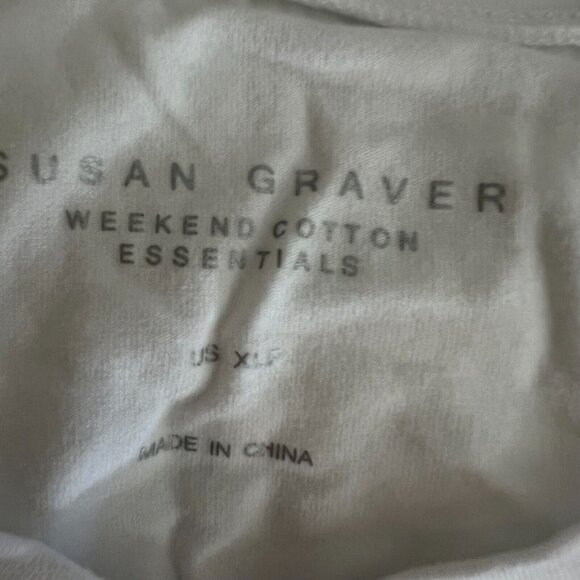 SUSAN GRAVER
WEEKEND COTTON
ESSENTIALS
US XLP
MADE IN CHINA